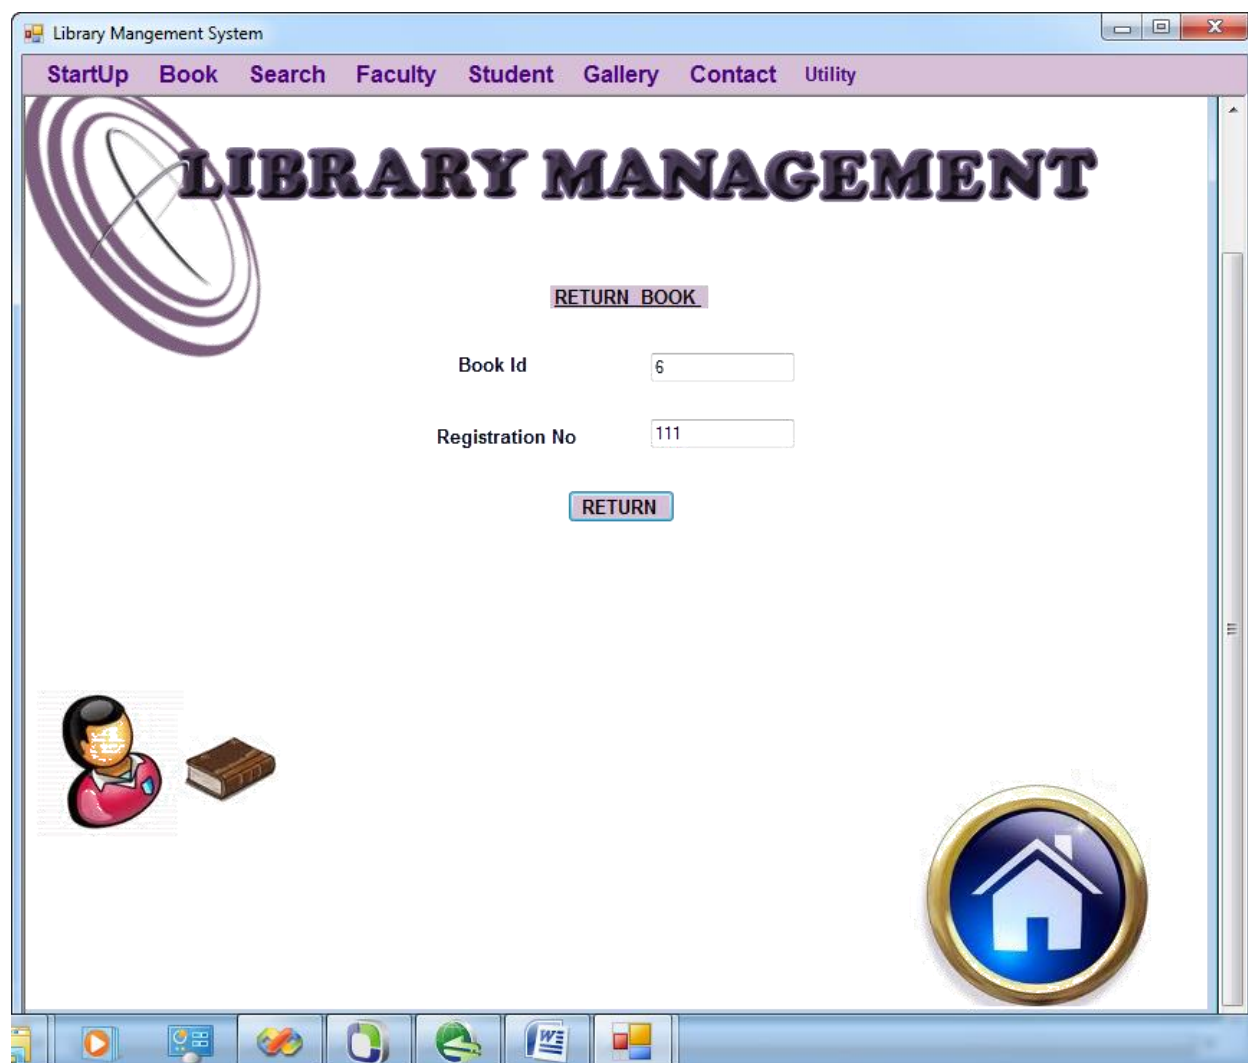 Library Mangement System
StartUp Book Search Faculty Student Gallery Contact Utility
LIBRARY MANAGEMENT
RETURN BOOK
Book Id 6
Registration No 111
RETURN